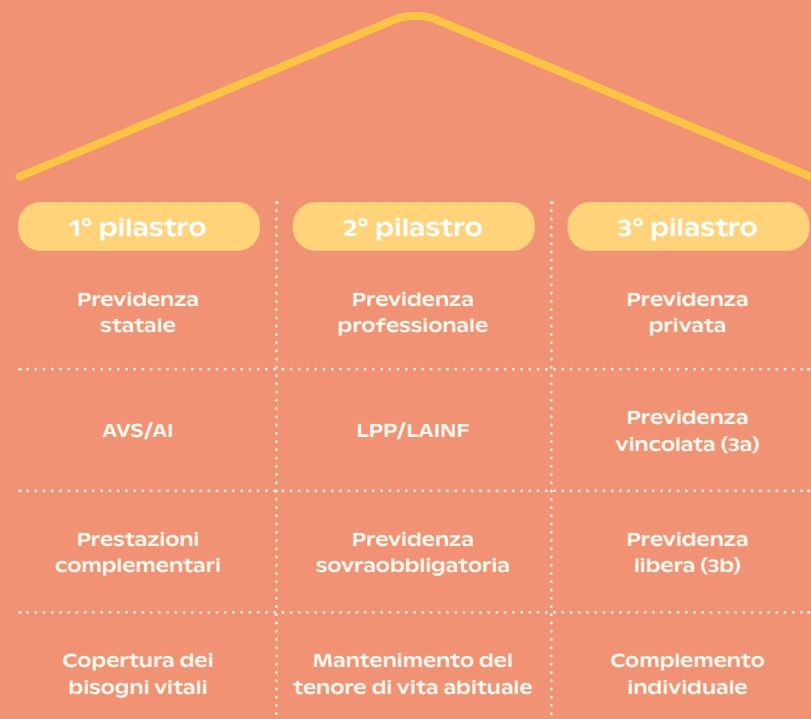 1° pilastro
2° pilastro
3° pilastro
Previdenza
statale
Previdenza
professionale
Previdenza
privata
AVS/AI
LPP/LAINF
Previdenza
vincolata (3a)
Prestazioni
complementari
Previdenza
sovraobbligatoria
Previdenza
libera (3b)
Copertura dei
bisogni vitali
Mantenimento del
tenore di vita abituale
Complemento
individuale